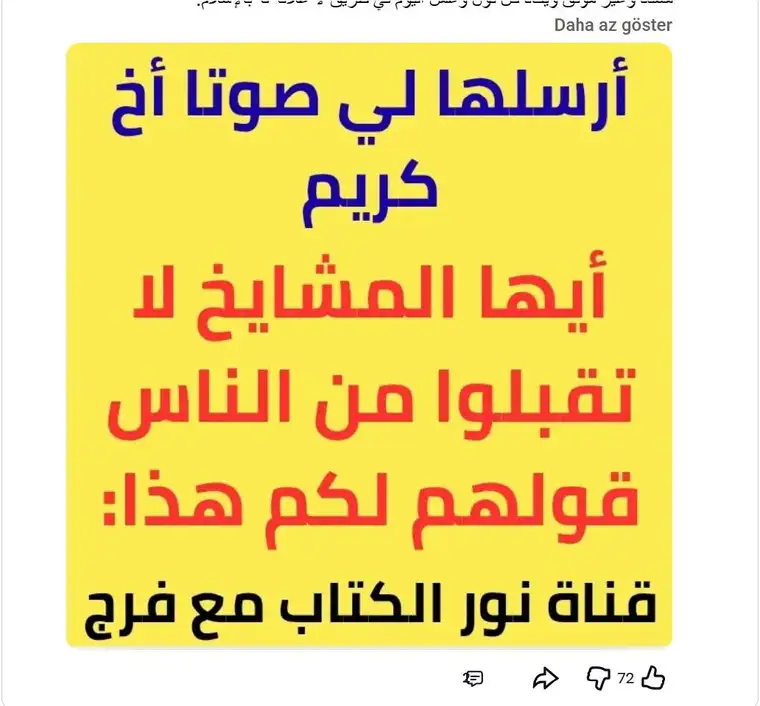 Daha az göster
أرسلها لي صوتا أخ
كريم
أيها المشايخ لا
تقبلوا من الناس
قولهم لكم هذا:
قناة نور الكتاب مع فرج
72